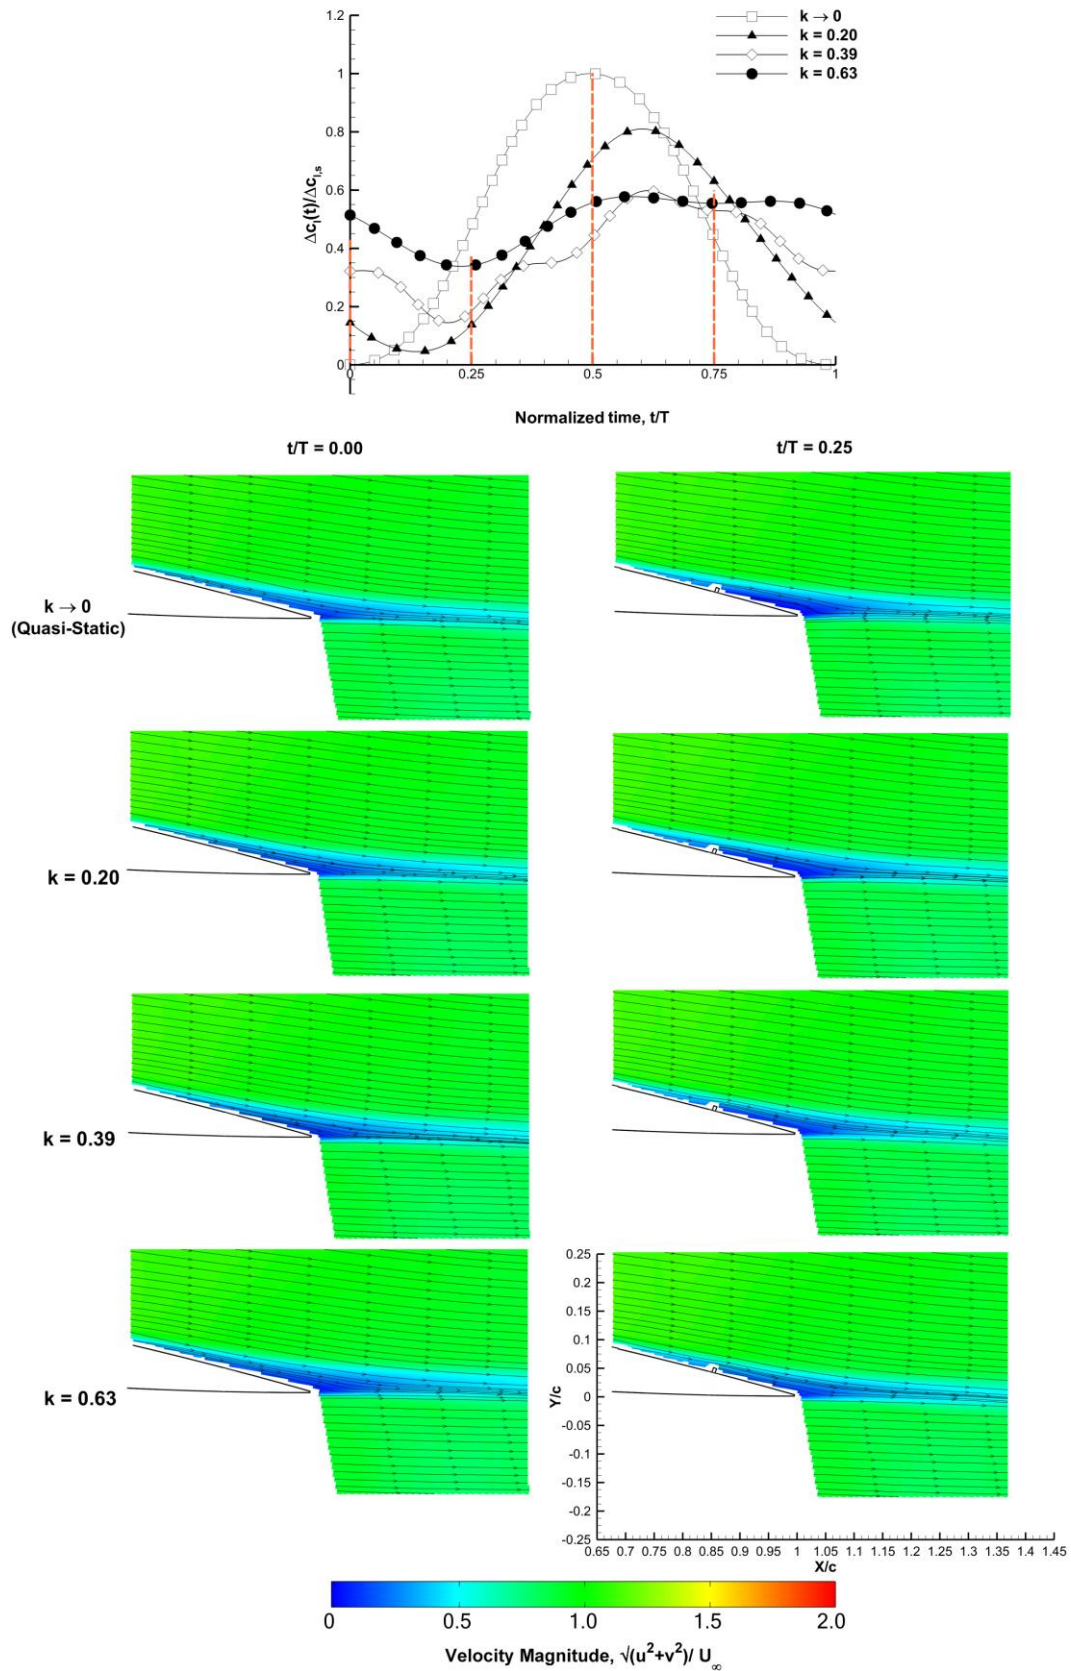 1.2
1
0.8
0.6
0.4
0.2
0
Δc_l(t)/Δc_l,s
k → 0
k = 0.20
k = 0.39
k = 0.63
0 0.25 0.5 0.75 1
Normalized time, t/T
t/T = 0.00 t/T = 0.25
k → 0
(Quasi-Static)
k = 0.20
k = 0.39
k = 0.63
0.25
0.2
0.15
0.1
0.05
0
-0.05
-0.1
-0.15
-0.2
-0.25
Y/c
0.65 0.7 0.75 0.8 0.85 0.9 0.95 1 1.05 1.1 1.15 1.2 1.25 1.3 1.35 1.4 1.45
X/c
0 0.5 1.0 1.5 2.0
Velocity Magnitude, √(u²+v²)/ U∞